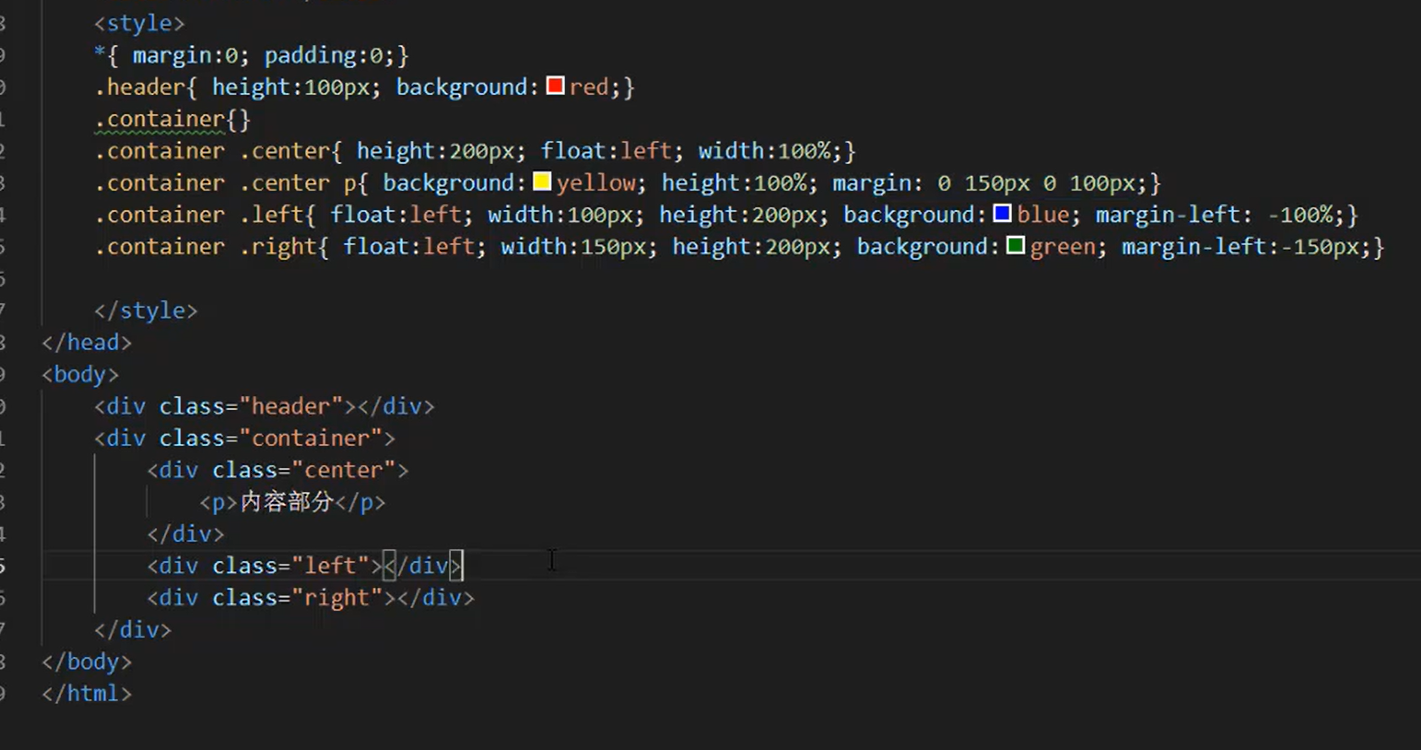 <style>
*{ margin:0; padding:0;}
.header{ height:100px; background:red;}
.container{}
.container .center{ height:200px; float:left; width:100%;}
.container .center p{ background:yellow; height:100%; margin: 0 150px 0 100px;}
.container .left{ float:left; width:100px; height:200px; background:blue; margin-left: -100%;}
.container .right{ float:left; width:150px; height:200px; background:green; margin-left:-150px;}
</style>
</head>
<body>
<div class="header"></div>
<div class="container">
<div class="center">
<p>内容部分</p>
</div>
<div class="left"></div>
<div class="right"></div>
</div>
</body>
</html>